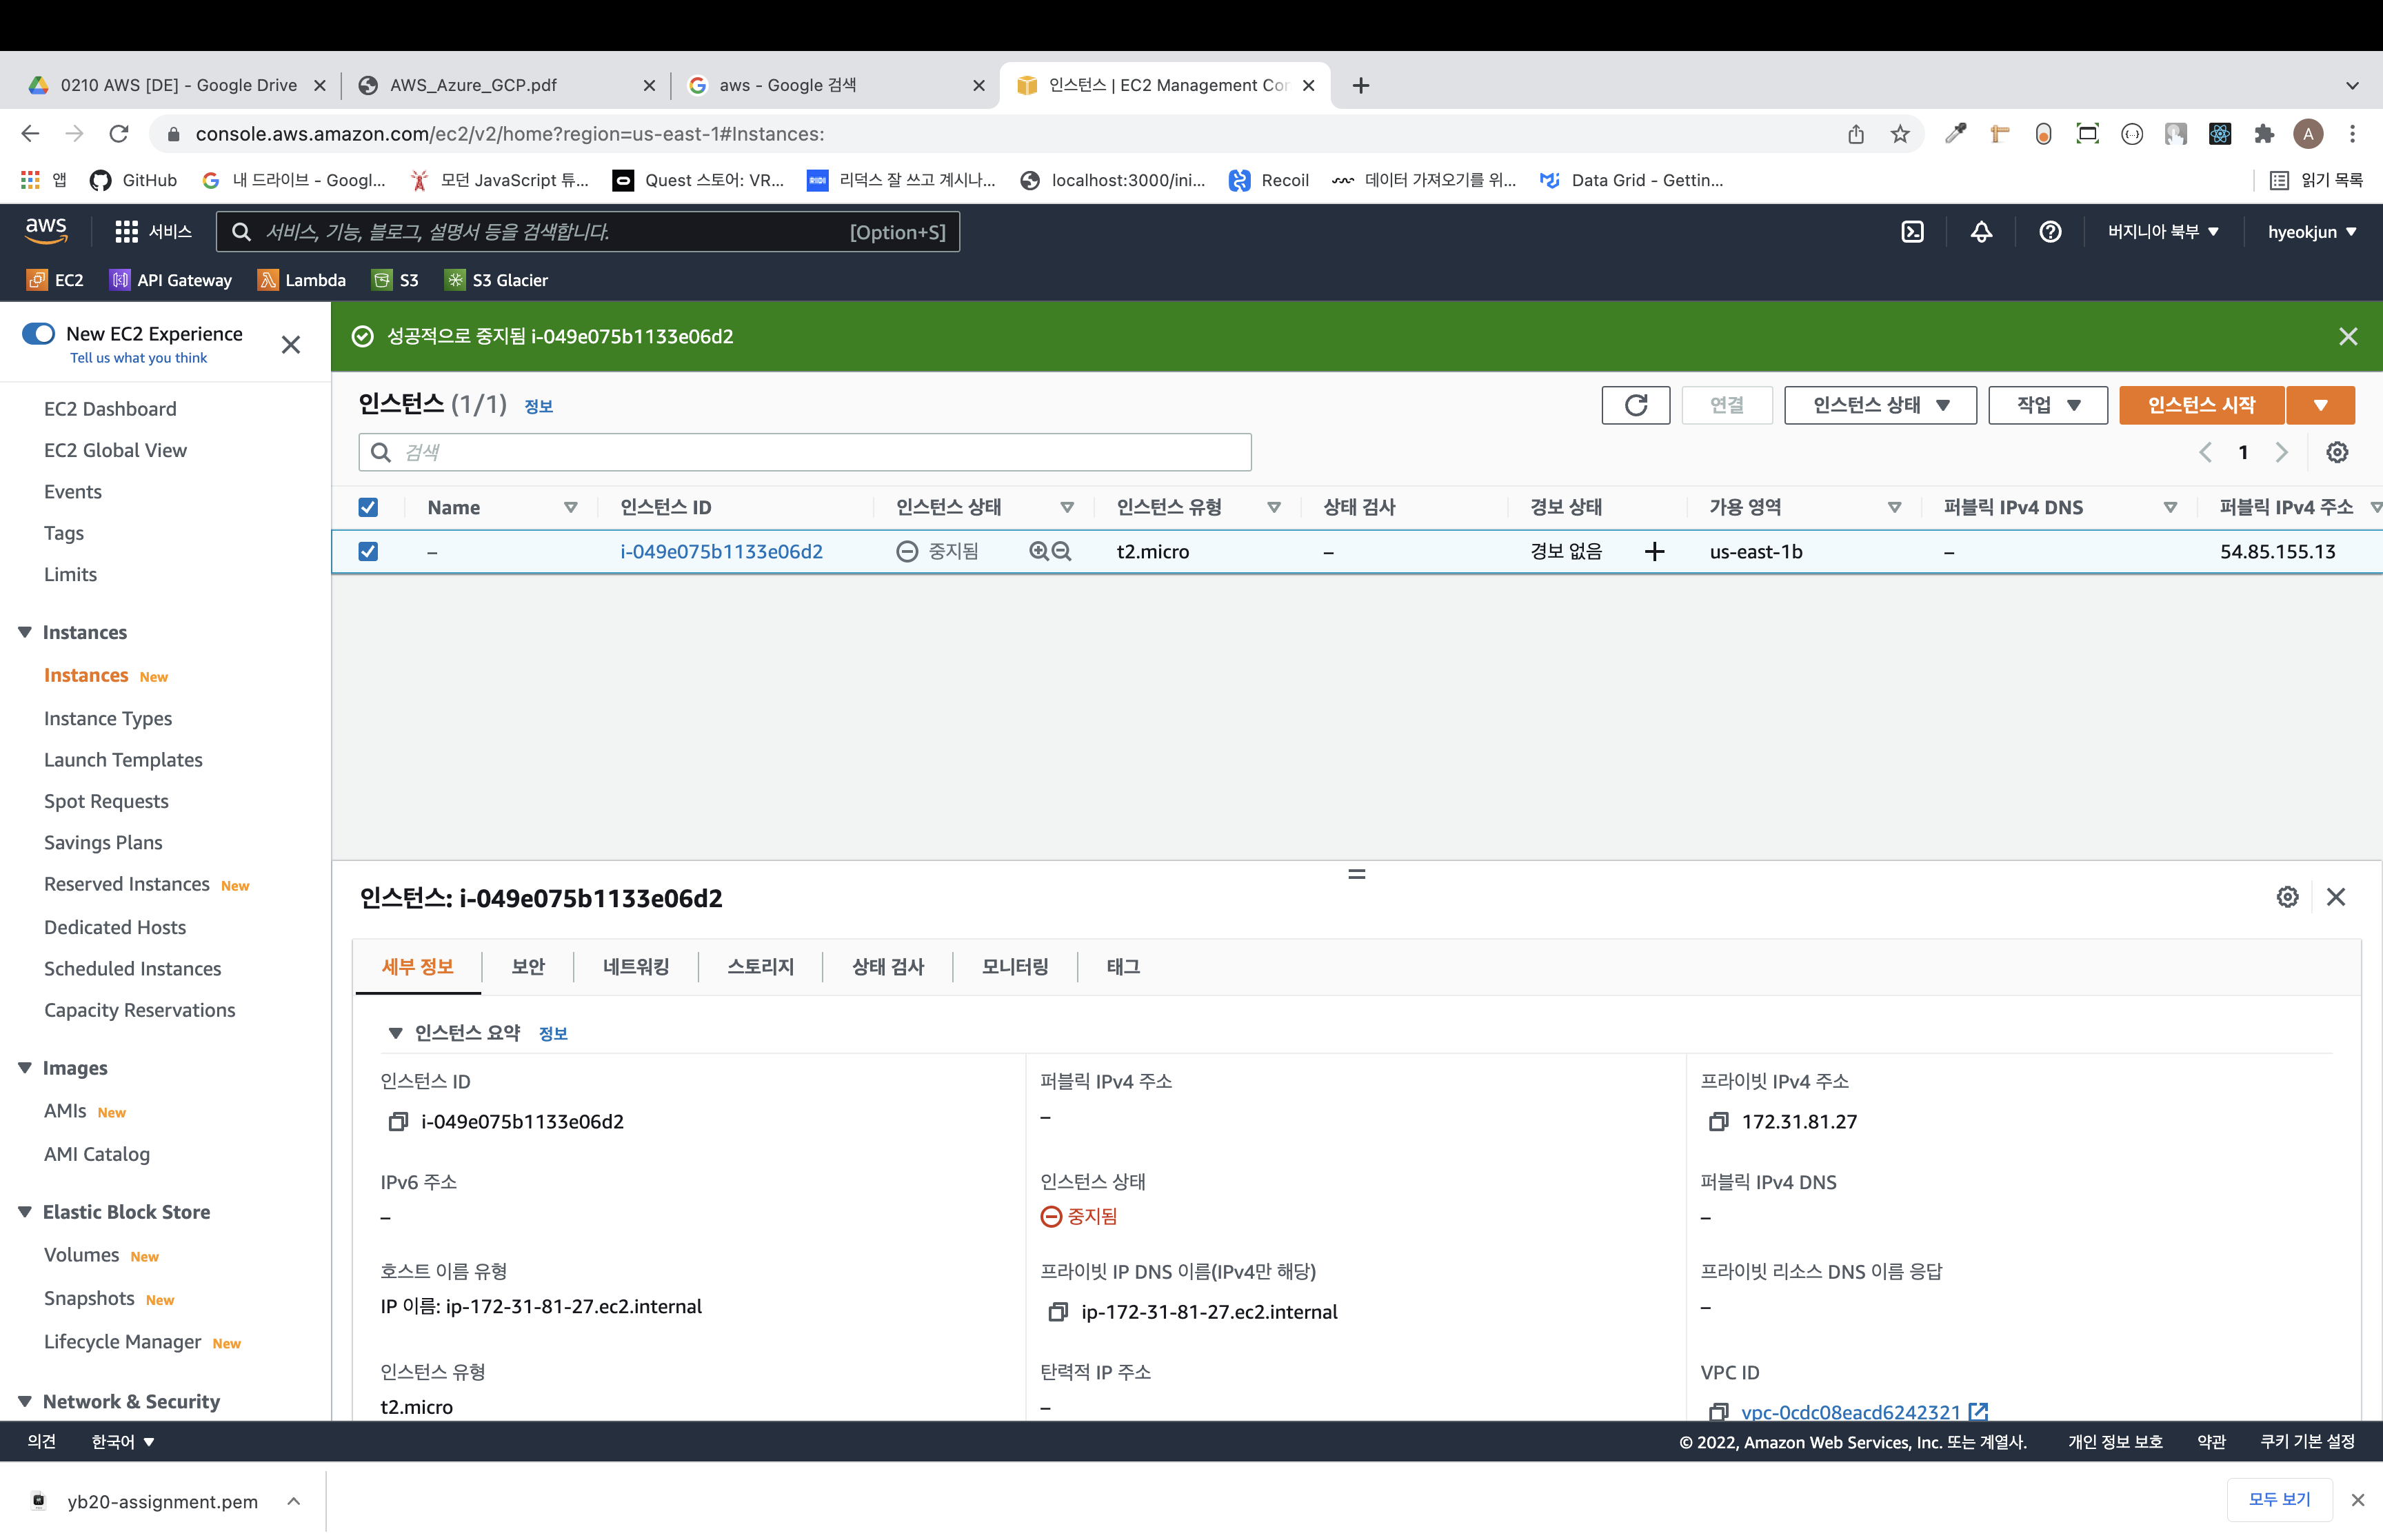 0210 AWS [DE] - Google Drive
AWS_Azure_GCP.pdf
aws - Google 검색
인스턴스 | EC2 Management Cor
console.aws.amazon.com/ec2/v2/home?region=us-east-1#Instances:
A
앱
GitHub
내 드라이브 - Googl...
모던 JavaScript 튜...
Quest 스토어: VR...
RIDI
리덕스 잘 쓰고 계시나...
localhost:3000/ini...
Recoil
데이터 가져오기를 위...
Data Grid - Gettin...
읽기 목록
aws
서비스
서비스, 기능, 블로그, 설명서 등을 검색합니다.
[Option+S]
버지니아 북부
hyeokjun
EC2
API Gateway
Lambda
S3
S3 Glacier
New EC2 Experience
Tell us what you think
EC2 Dashboard
EC2 Global View
Events
Tags
Limits
Instances
Instances New
Instance Types
Launch Templates
Spot Requests
Savings Plans
Reserved Instances New
Dedicated Hosts
Scheduled Instances
Capacity Reservations
Images
AMIs New
AMI Catalog
Elastic Block Store
Volumes New
Snapshots New
Lifecycle Manager New
Network & Security
성공적으로 중지됨 i-049e075b1133e06d2
인스턴스 (1/1) 정보
연결
인스턴스 상태
작업
인스턴스 시작
검색
1
Name
인스턴스 ID
인스턴스 상태
인스턴스 유형
상태 검사
경보 상태
가용 영역
퍼블릭 IPv4 DNS
퍼블릭 IPv4 주소
–
i-049e075b1133e06d2
중지됨
t2.micro
–
경보 없음
us-east-1b
–
54.85.155.13
인스턴스: i-049e075b1133e06d2
세부 정보
보안
네트워킹
스토리지
상태 검사
모니터링
태그
인스턴스 요약 정보
인스턴스 ID
i-049e075b1133e06d2
퍼블릭 IPv4 주소
–
프라이빗 IPv4 주소
172.31.81.27
IPv6 주소
–
인스턴스 상태
중지됨
퍼블릭 IPv4 DNS
–
호스트 이름 유형
IP 이름: ip-172-31-81-27.ec2.internal
프라이빗 IP DNS 이름(IPv4만 해당)
ip-172-31-81-27.ec2.internal
프라이빗 리소스 DNS 이름 응답
–
인스턴스 유형
t2.micro
탄력적 IP 주소
–
VPC ID
vpc-0cdc08eacd6242321
의견
한국어
© 2022, Amazon Web Services, Inc. 또는 계열사.
개인 정보 보호
약관
쿠키 기본 설정
yb20-assignment.pem
모두 보기